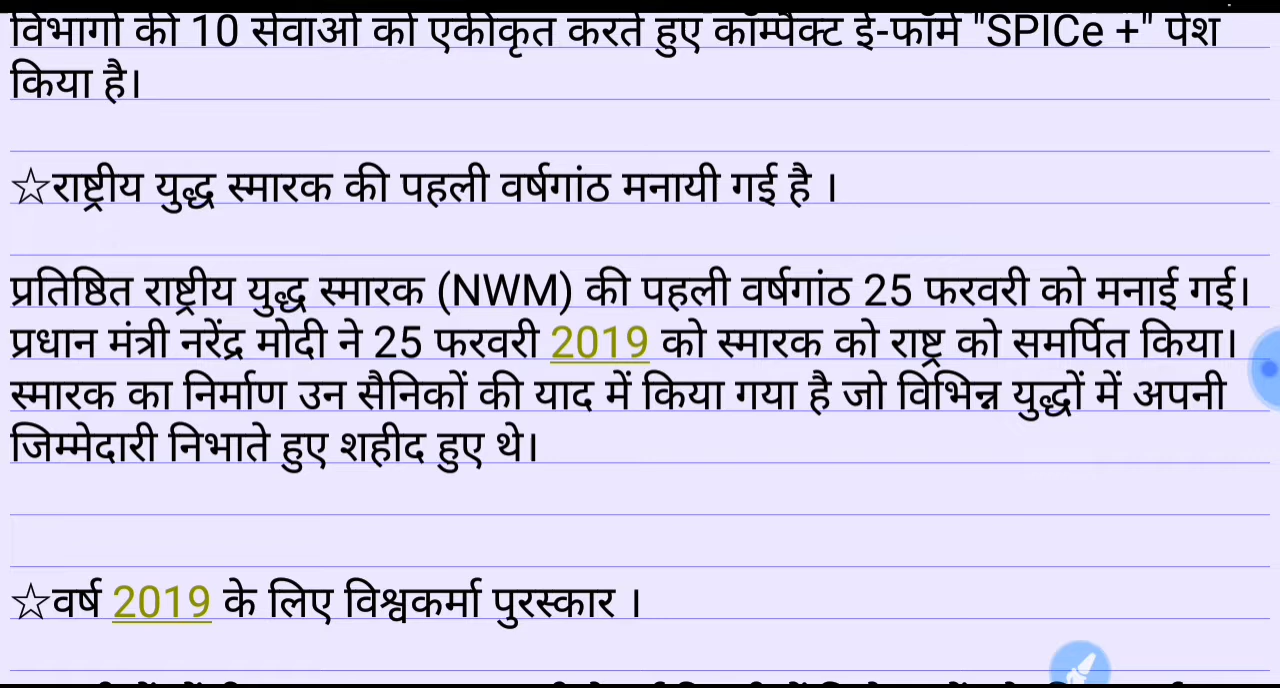 विभागों की 10 सेवाओं को एकीकृत करते हुए कॉम्पैक्ट ई-फॉर्म "SPICe +" पेश
किया है।
☆राष्ट्रीय युद्ध स्मारक की पहली वर्षगांठ मनायी गई है ।
प्रतिष्ठित राष्ट्रीय युद्ध स्मारक (NWM) की पहली वर्षगांठ 25 फरवरी को मनाई गई।
प्रधान मंत्री नरेंद्र मोदी ने 25 फरवरी 2019 को स्मारक को राष्ट्र को समर्पित किया।
स्मारक का निर्माण उन सैनिकों की याद में किया गया है जो विभिन्न युद्धों में अपनी
जिम्मेदारी निभाते हुए शहीद हुए थे।
☆वर्ष 2019 के लिए विश्वकर्मा पुरस्कार ।